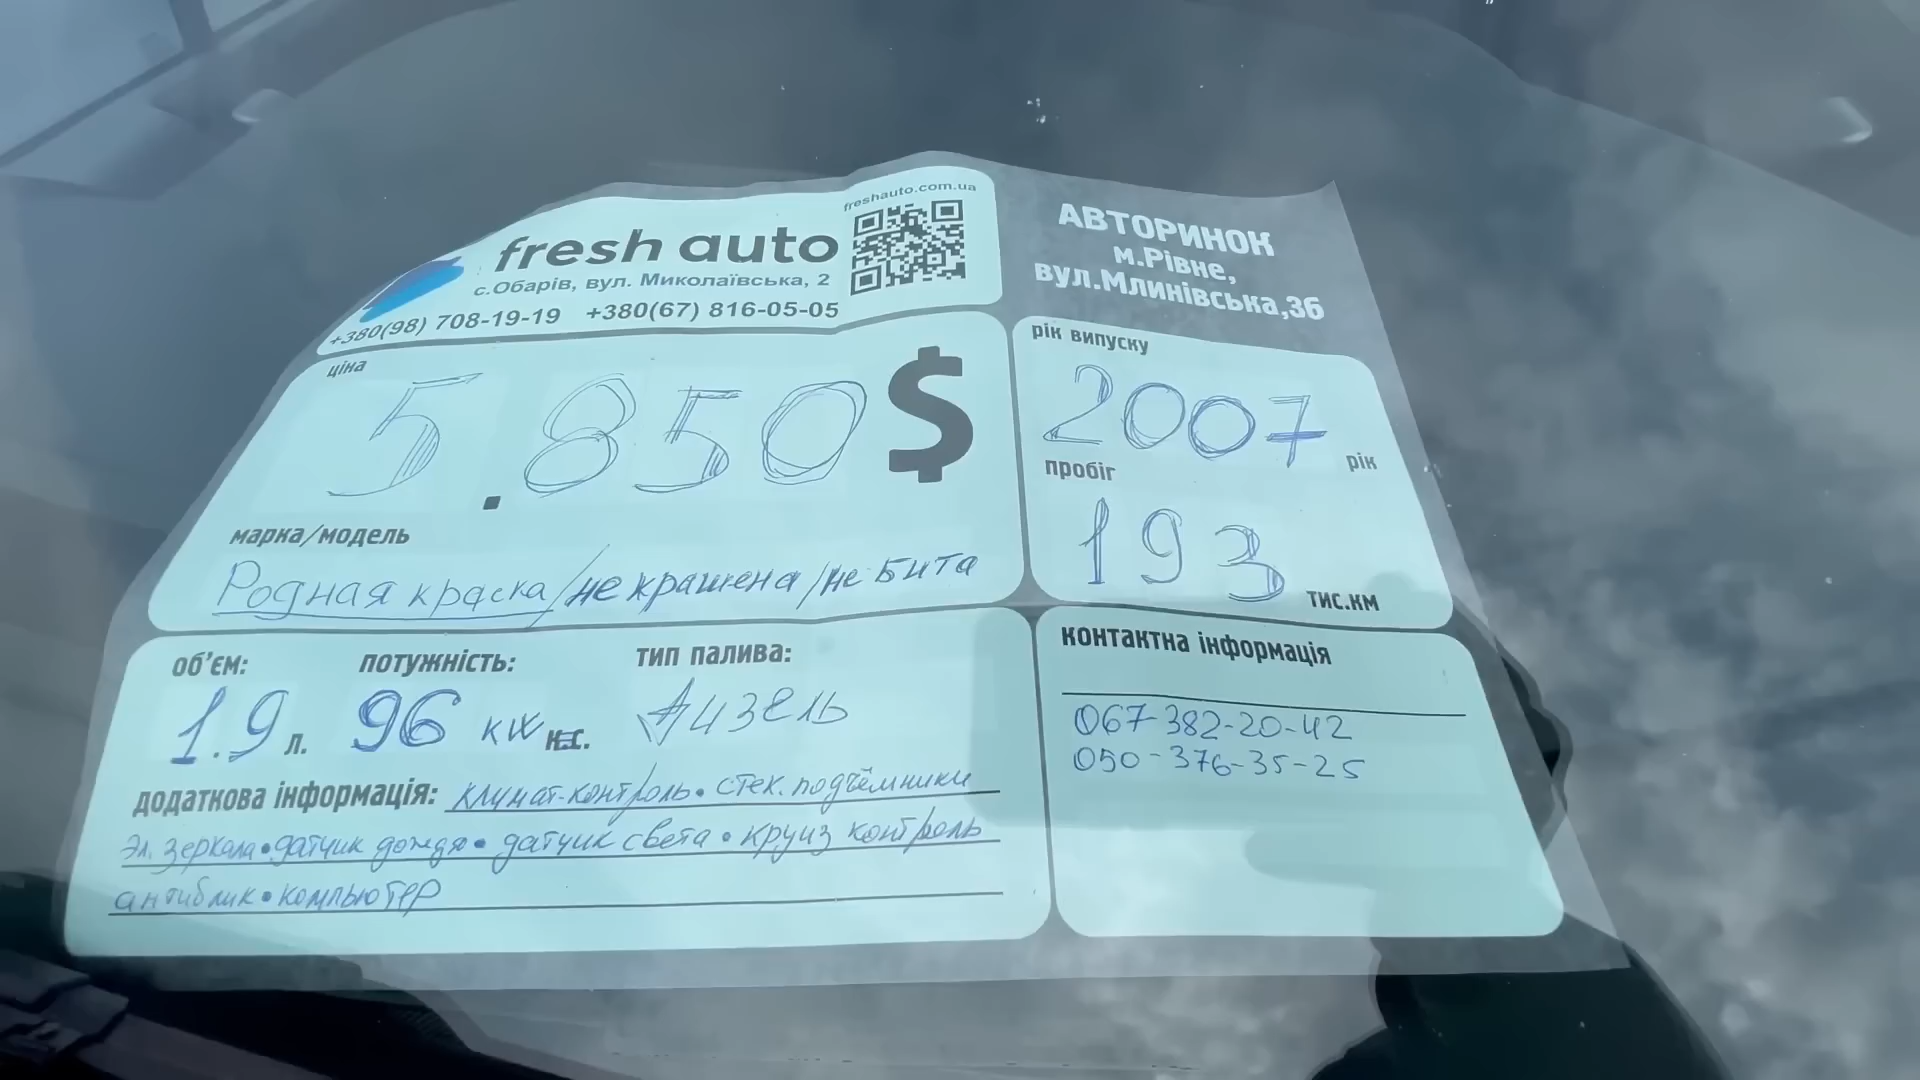 freshauto.com.ua
fresh auto
с.Обарів, вул. Миколаївська, 2
+380(98) 708-19-19 +380(67) 816-05-05
АВТОРИНОК
м.Рівне,
вул.Млинівська,36
ціна
5.850$
рік випуску
2007 рік
пробіг
193 тис.км
марка/модель
Родная краска/не крашена/не бита
об'єм: потужність: тип палива:
1.9 л. 96 KW к.с. Дизель
додаткова інформація: климат-контроль • стек. подъёмники
Эл. зеркала • датчик дождя • датчик света • круиз контроль
антиблик • компьютер
контактна інформація
067-382-20-42
050-376-35-25